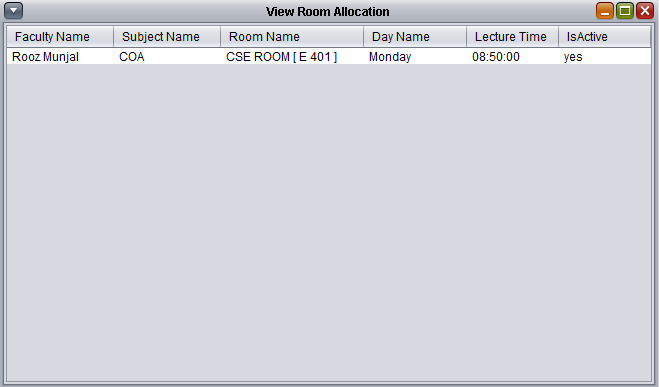 View Room Allocation
Faculty Name Subject Name Room Name Day Name Lecture Time IsActive
Rooz Munjal COA CSE ROOM [ E 401 ] Monday 08:50:00 yes